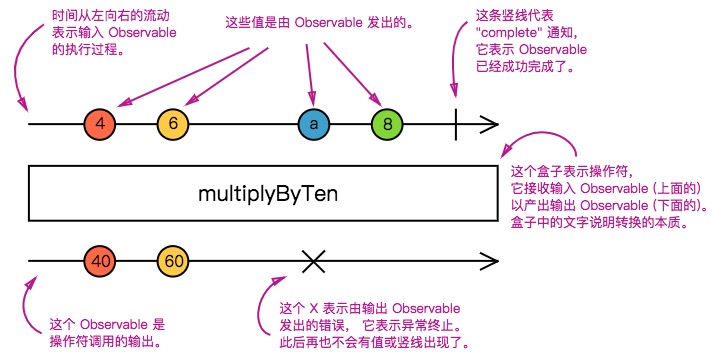 时间从左向右的流动
表示输入 Observable
的执行过程。
这些值是由 Observable 发出的。
这条竖线代表
"complete" 通知,
它表示 Observable
已经成功完成了。
4
6
a
8
multiplyByTen
这个盒子表示操作符，
它接收输入 Observable (上面的)
以产出输出 Observable (下面的)。
盒子中的文字说明转换的本质。
40
60
这个 Observable 是
操作符调用的输出。
这个 X 表示由输出 Observable
发出的错误， 它表示异常终止。
此后再也不会有值或竖线出现了。